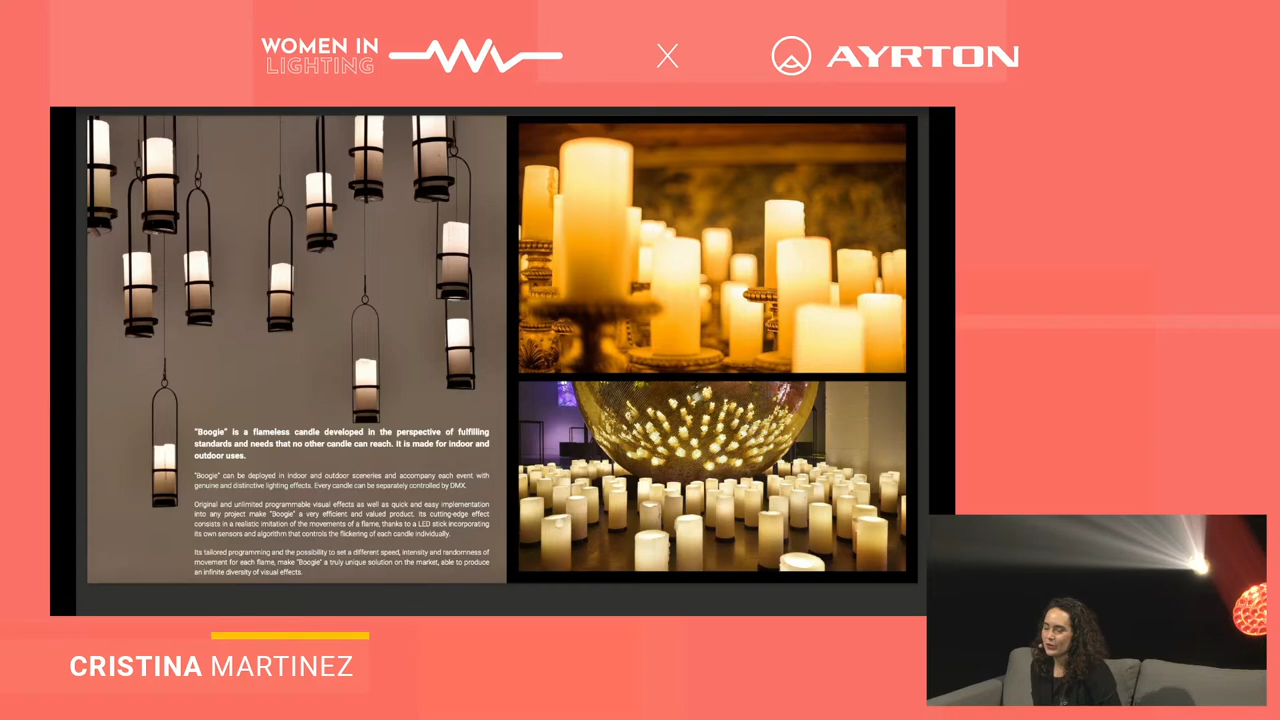 WOMEN IN
LIGHTING
X
AYRTON
"Boogie" is a flameless candle developed in the perspective of fulfilling
standards and needs that no other candle can reach. It is made for indoor and
outdoor uses.
"Boogie" can be deployed in indoor and outdoor sceneries and accompany each event with
genuine and distinctive lighting effects. Every candle can be separately controlled by DMX.
Original and unlimited programmable visual effects as well as quick and easy implementation
into any project make "Boogie" a very efficient and valued product. Its cutting-edge effect
consists in a realistic imitation of the movements of a flame, thanks to a LED stick incorporating
its own sensors and algorithm that controls the flickering of each candle individually.
Its tailored programming and the possibility to set a different speed, intensity and randomness of
movement for each flame, make "Boogie" a truly unique solution on the market, able to produce
an infinite diversity of visual effects.
CRISTINA MARTINEZ